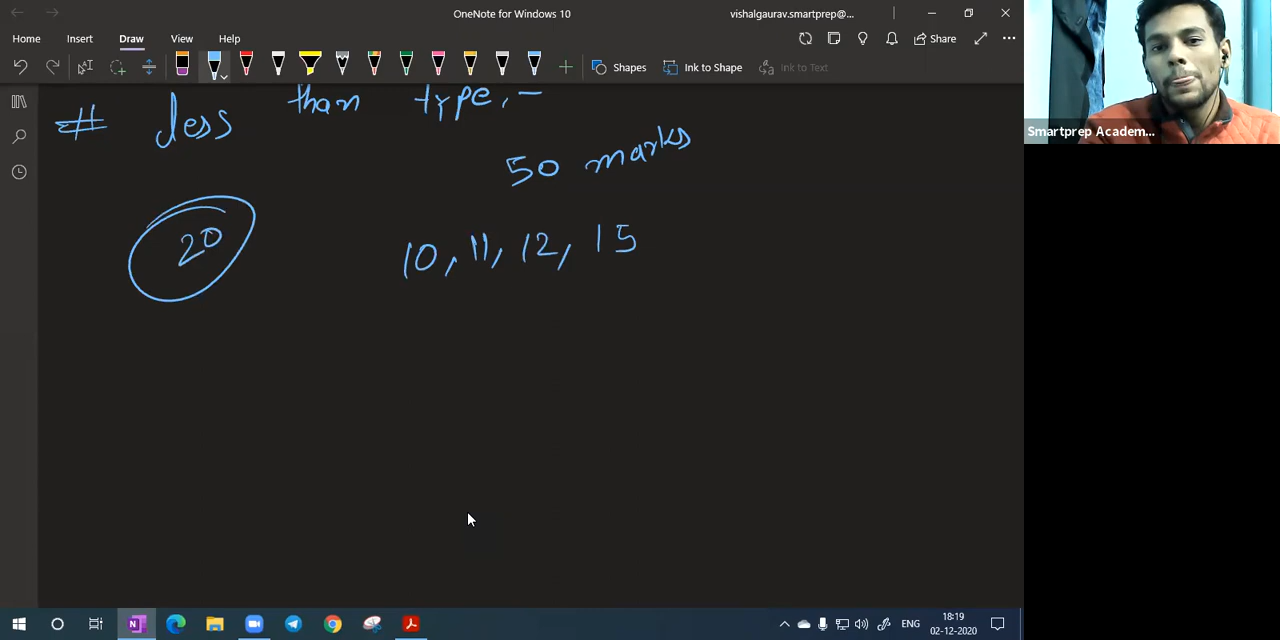 OneNote for Windows 10
vishalgaurav.smartprep@...
Home Insert Draw View Help
Share
Shapes Ink to Shape Ink to Text
# less than type,-
50 marks
20
10, 11, 12, 15
Smartprep Academ...
ENG
18:19
02-12-2020